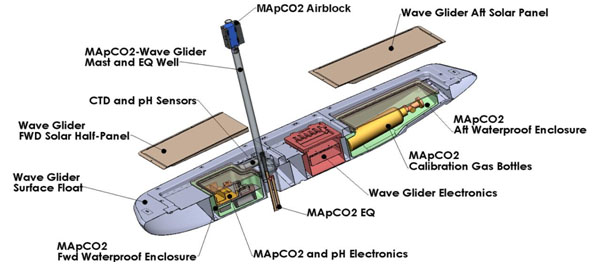 MApCO2 Airblock
Wave Glider Aft Solar Panel
MApCO2-Wave Glider
Mast and EQ Well
CTD and pH Sensors
Wave Glider
FWD Solar Half-Panel
MApCO2
Aft Waterproof Enclosure
MApCO2
Calibration Gas Bottles
Wave Glider
Surface Float
Wave Glider Electronics
MApCO2 EQ
MApCO2
Fwd Waterproof Enclosure
MApCO2 and pH Electronics